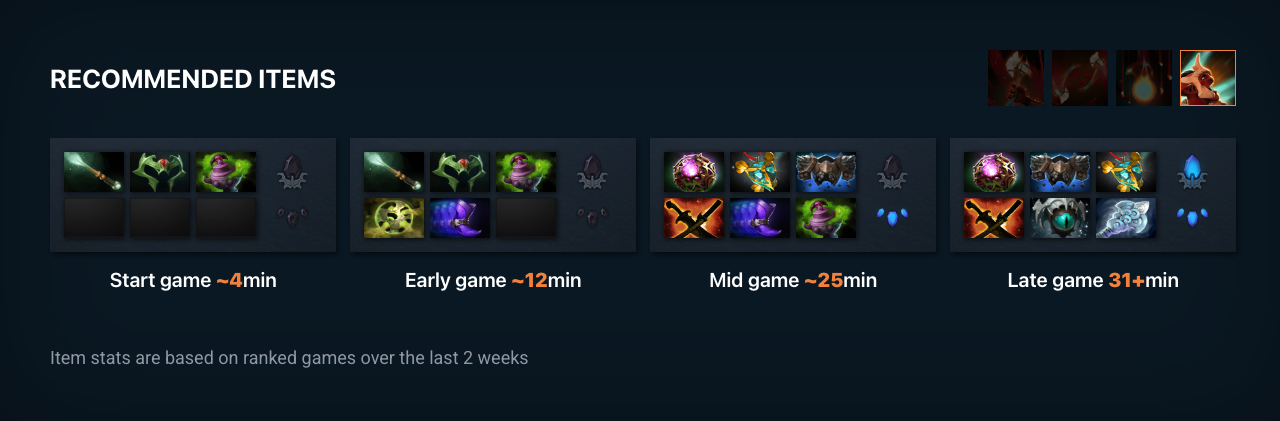 RECOMMENDED ITEMS
Start game ~4min
Early game ~12min
Mid game ~25min
Late game 31+min
Item stats are based on ranked games over the last 2 weeks